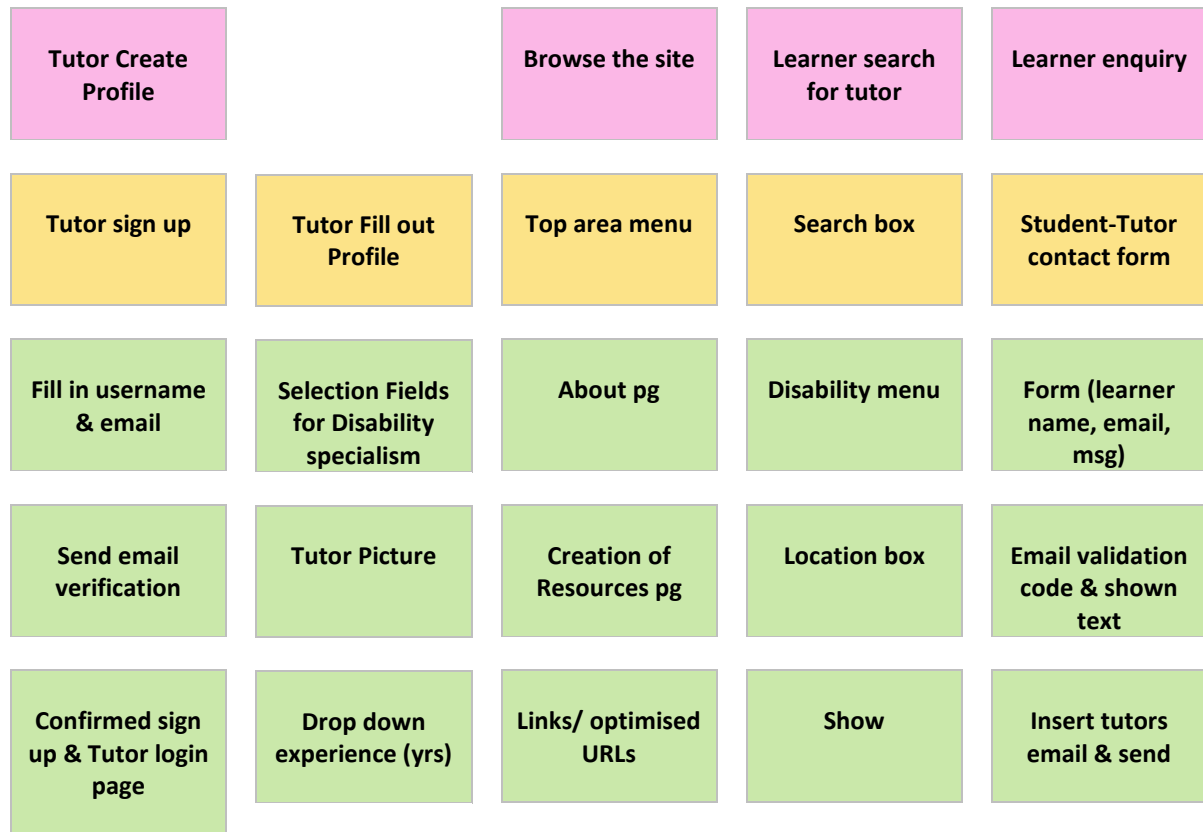 Tutor Create
Profile
Browse the site
Learner search
for tutor
Learner enquiry
Tutor sign up
Tutor Fill out
Profile
Top area menu
Search box
Student-Tutor
contact form
Fill in username
& email
Selection Fields
for Disability
specialism
About pg
Disability menu
Form (learner
name, email,
msg)
Send email
verification
Tutor Picture
Creation of
Resources pg
Location box
Email validation
code & shown
text
Confirmed sign
up & Tutor login
page
Drop down
experience (yrs)
Links/ optimised
URLs
Show
Insert tutors
email & send